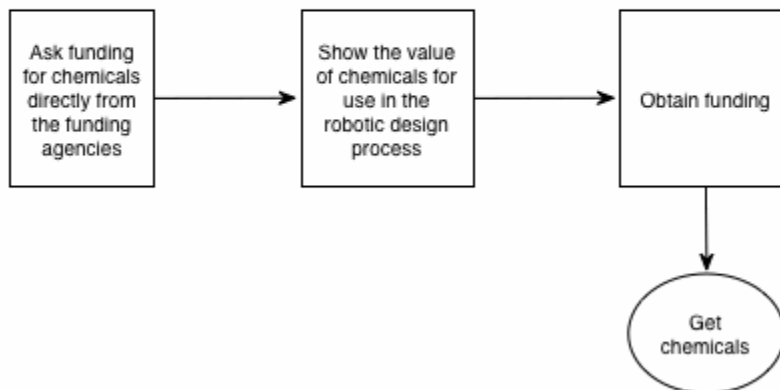 Ask funding
for chemicals
directly from
the funding
agencies
Show the value
of chemicals for
use in the
robotic design
process
Obtain funding
Get
chemicals